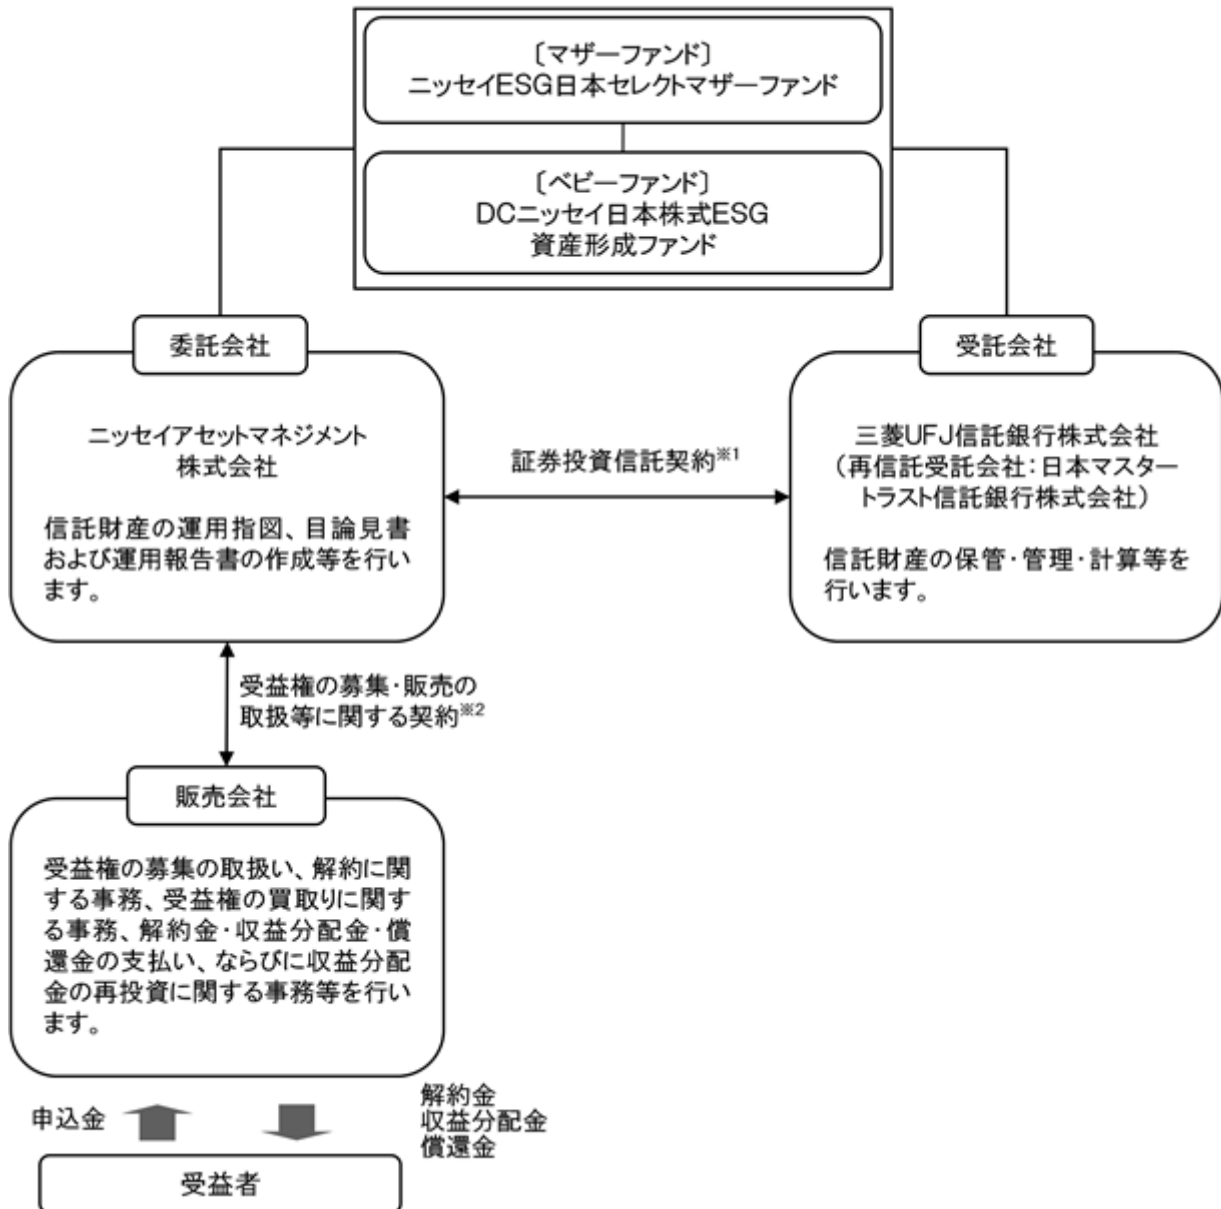 〔マザーファンド〕
ニッセイESG日本セレクトマザーファンド
〔ベビーファンド〕
DCニッセイ日本株式ESG
資産形成ファンド
委託会社
ニッセイアセットマネジメント
株式会社
信託財産の運用指図、目論見書
および運用報告書の作成等を行い
ます。
証券投資信託契約※1
受託会社
三菱UFJ信託銀行株式会社
（再信託受託会社：日本マスター
トラスト信託銀行株式会社）
信託財産の保管・管理・計算等を
行います。
受益権の募集・販売の
取扱等に関する契約※2
販売会社
受益権の募集の取扱い、解約に関
する事務、受益権の買取りに関す
る事務、解約金・収益分配金・償
還金の支払い、ならびに収益分配
金の再投資に関する事務等を行い
ます。
申込金
解約金
収益分配金
償還金
受益者